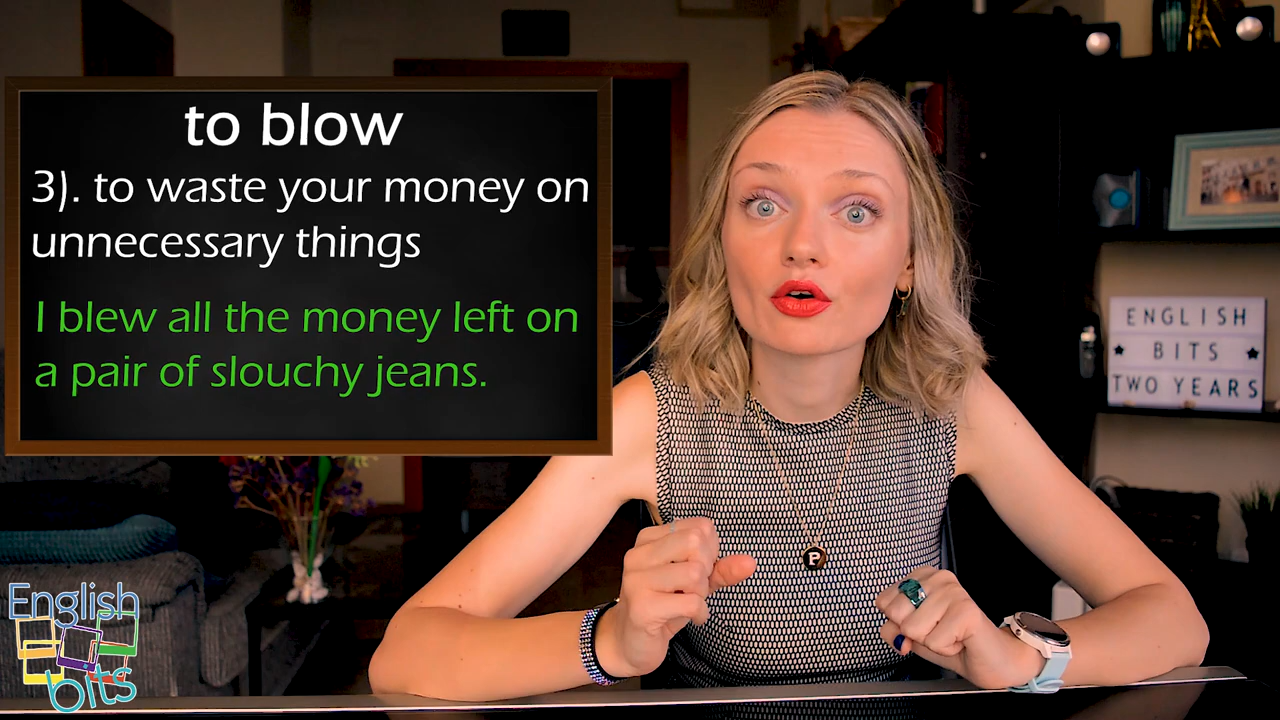 to blow
3). to waste your money on
unnecessary things
I blew all the money left on
a pair of slouchy jeans.
P
ENGLISH
BITS
TWO YEARS
English
bits